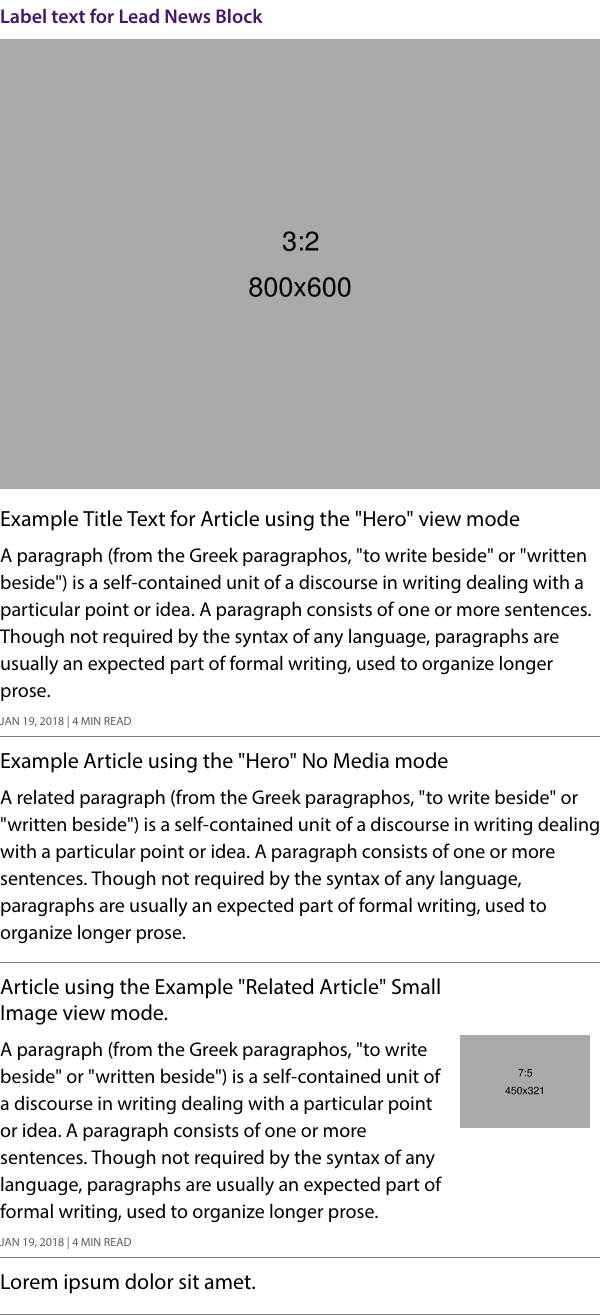 Label text for Lead News Block
3:2
800x600
Example Title Text for Article using the "Hero" view mode
A paragraph (from the Greek paragraphos, "to write beside" or "written
beside") is a self-contained unit of a discourse in writing dealing with a
particular point or idea. A paragraph consists of one or more sentences.
Though not required by the syntax of any language, paragraphs are
usually an expected part of formal writing, used to organize longer
prose.
JAN 19, 2018 | 4 MIN READ
Example Article using the "Hero" No Media mode
A related paragraph (from the Greek paragraphos, "to write beside" or
"written beside") is a self-contained unit of a discourse in writing dealing
with a particular point or idea. A paragraph consists of one or more
sentences. Though not required by the syntax of any language,
paragraphs are usually an expected part of formal writing, used to
organize longer prose.
Article using the Example "Related Article" Small
Image view mode.
A paragraph (from the Greek paragraphos, "to write
beside" or "written beside") is a self-contained unit of
a discourse in writing dealing with a particular point
or idea. A paragraph consists of one or more
sentences. Though not required by the syntax of any
language, paragraphs are usually an expected part of
formal writing, used to organize longer prose.
7:5
450x321
JAN 19, 2018 | 4 MIN READ
Lorem ipsum dolor sit amet.